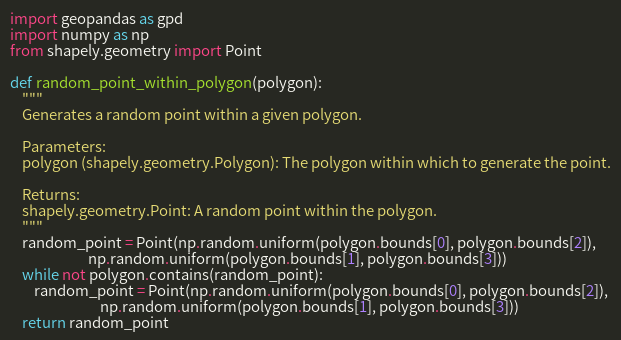 import geopandas as gpd
import numpy as np
from shapely.geometry import Point

def random_point_within_polygon(polygon):
    """
    Generates a random point within a given polygon.

    Parameters:
    polygon (shapely.geometry.Polygon): The polygon within which to generate the point.

    Returns:
    shapely.geometry.Point: A random point within the polygon.
    """
    random_point = Point(np.random.uniform(polygon.bounds[0], polygon.bounds[2]),
                         np.random.uniform(polygon.bounds[1], polygon.bounds[3]))
    while not polygon.contains(random_point):
        random_point = Point(np.random.uniform(polygon.bounds[0], polygon.bounds[2]),
                             np.random.uniform(polygon.bounds[1], polygon.bounds[3]))
    return random_point